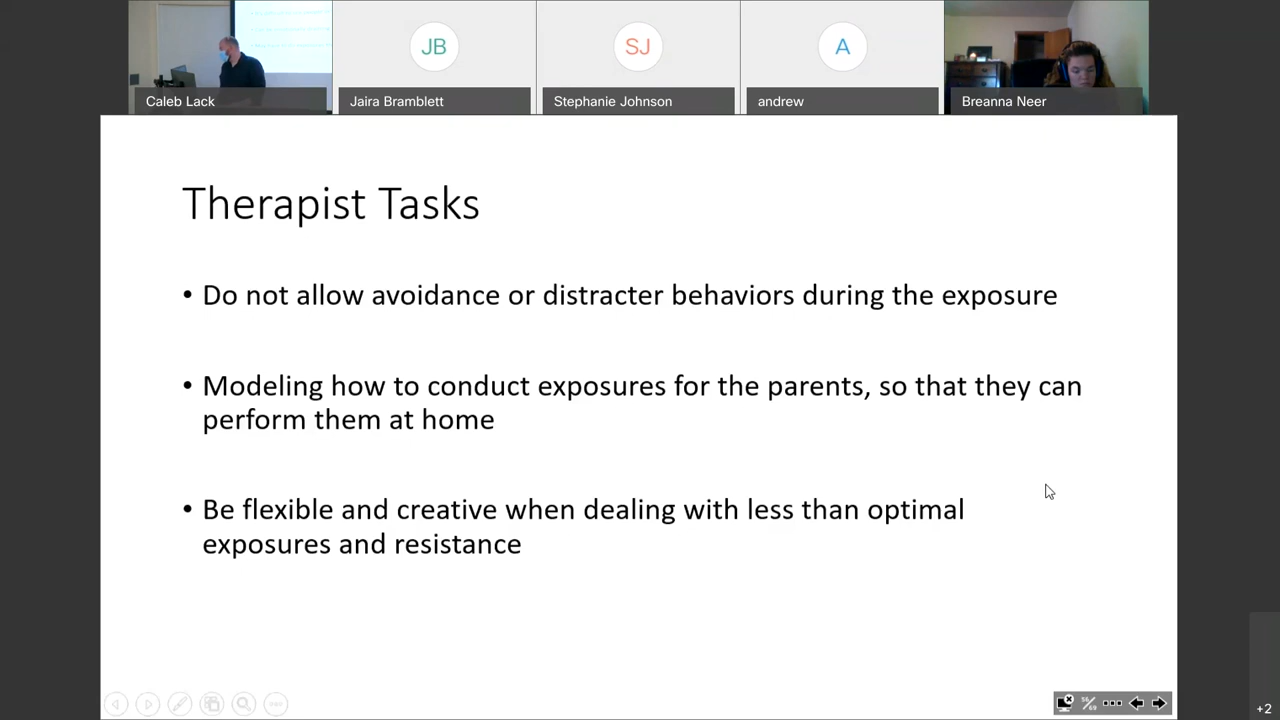 JB
SJ
A
Caleb Lack
Jaira Bramblett
Stephanie Johnson
andrew
Breanna Neer
Therapist Tasks
• Do not allow avoidance or distracter behaviors during the exposure
• Modeling how to conduct exposures for the parents, so that they can
perform them at home
• Be flexible and creative when dealing with less than optimal
exposures and resistance
+2